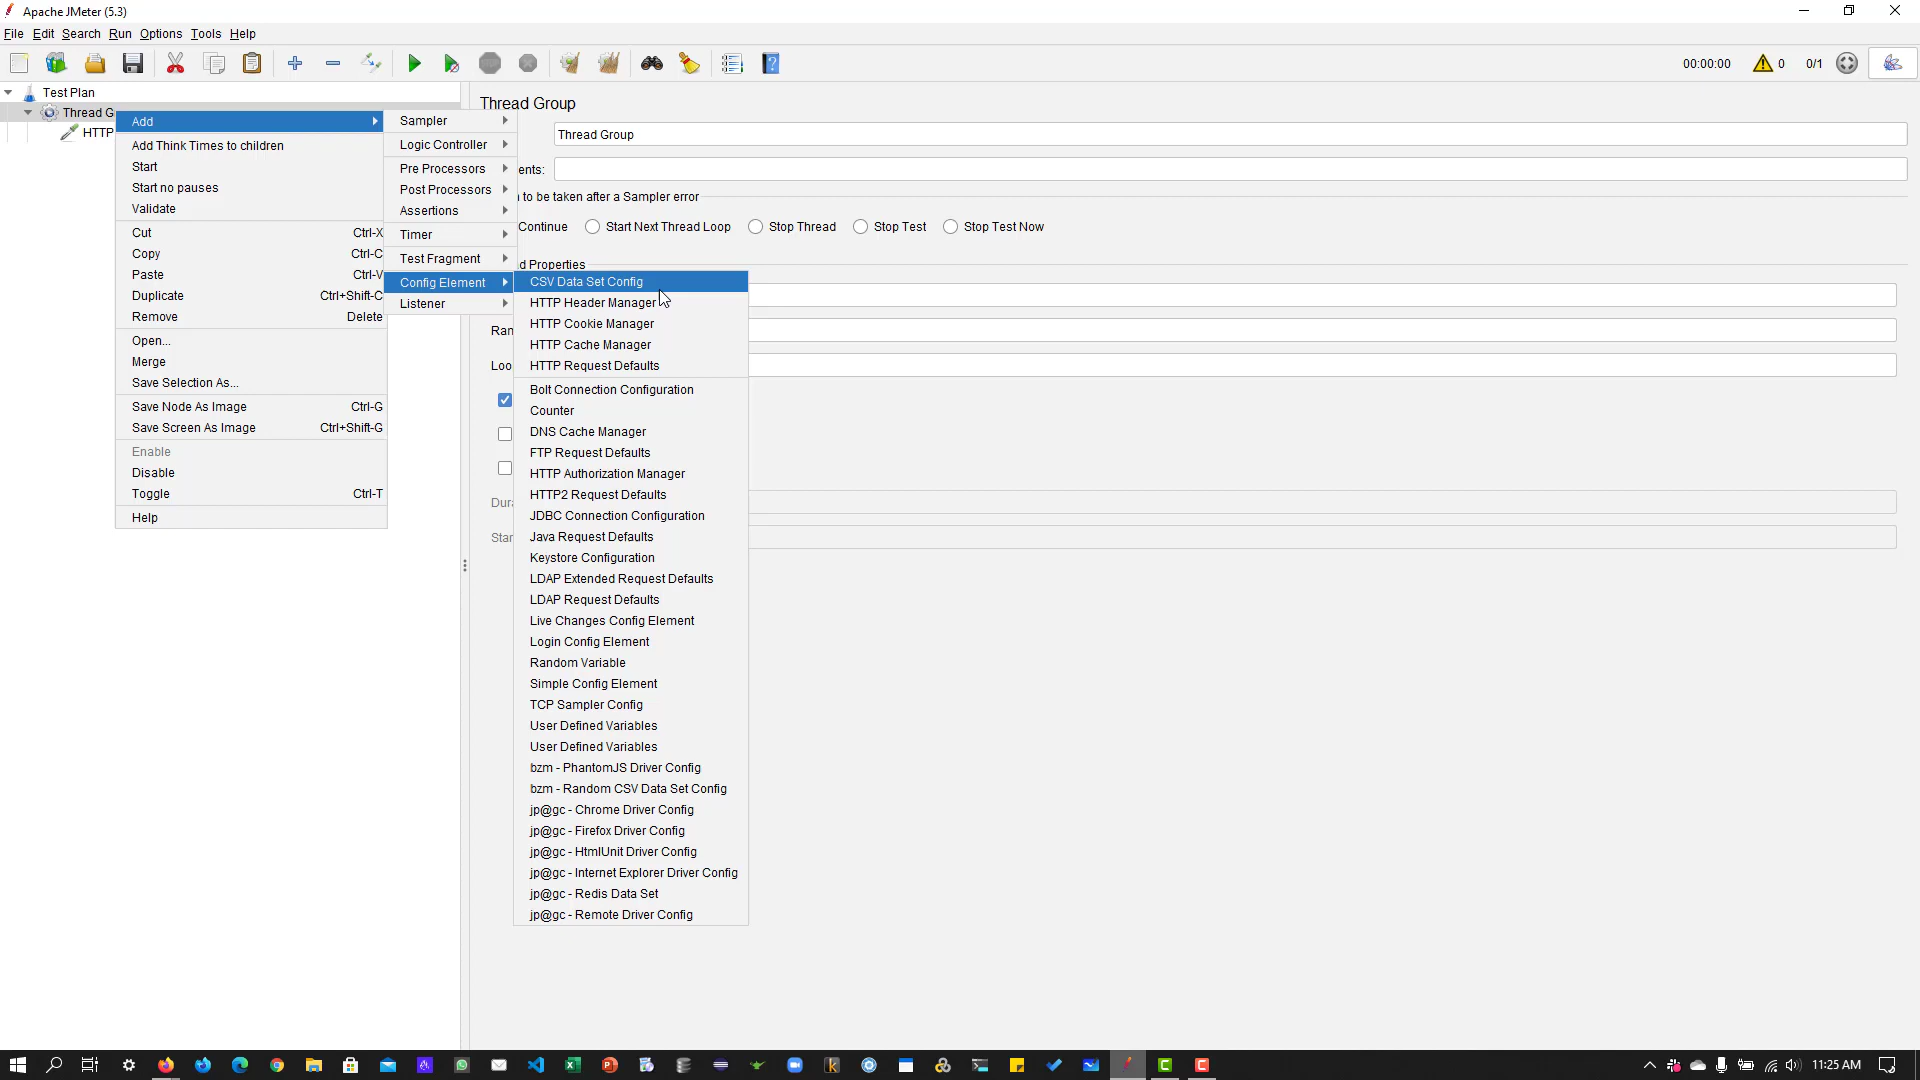 Apache JMeter (5.3)
File Edit Search Run Options Tools Help
00:00:00 0 0/1
Test Plan
Thread G
HTTP
Add
Add Think Times to children
Start
Start no pauses
Validate
Cut Ctrl-X
Copy Ctrl-C
Paste Ctrl-V
Duplicate Ctrl+Shift-C
Remove Delete
Open...
Merge
Save Selection As...
Save Node As Image Ctrl-G
Save Screen As Image Ctrl+Shift-G
Enable
Disable
Toggle Ctrl-T
Help
Sampler
Logic Controller
Pre Processors
Post Processors
Assertions
Timer
Test Fragment
Config Element
Listener
CSV Data Set Config
HTTP Header Manager
HTTP Cookie Manager
HTTP Cache Manager
HTTP Request Defaults
Bolt Connection Configuration
Counter
DNS Cache Manager
FTP Request Defaults
HTTP Authorization Manager
HTTP2 Request Defaults
JDBC Connection Configuration
Java Request Defaults
Keystore Configuration
LDAP Extended Request Defaults
LDAP Request Defaults
Live Changes Config Element
Login Config Element
Random Variable
Simple Config Element
TCP Sampler Config
User Defined Variables
User Defined Variables
bzm - PhantomJS Driver Config
bzm - Random CSV Data Set Config
jp@gc - Chrome Driver Config
jp@gc - Firefox Driver Config
jp@gc - HtmlUnit Driver Config
jp@gc - Internet Explorer Driver Config
jp@gc - Redis Data Set
jp@gc - Remote Driver Config
Thread Group
Thread Group
ents:
to be taken after a Sampler error
Continue Start Next Thread Loop Stop Thread Stop Test Stop Test Now
d Properties
Ran
Loo
Dura
Star
11:25 AM